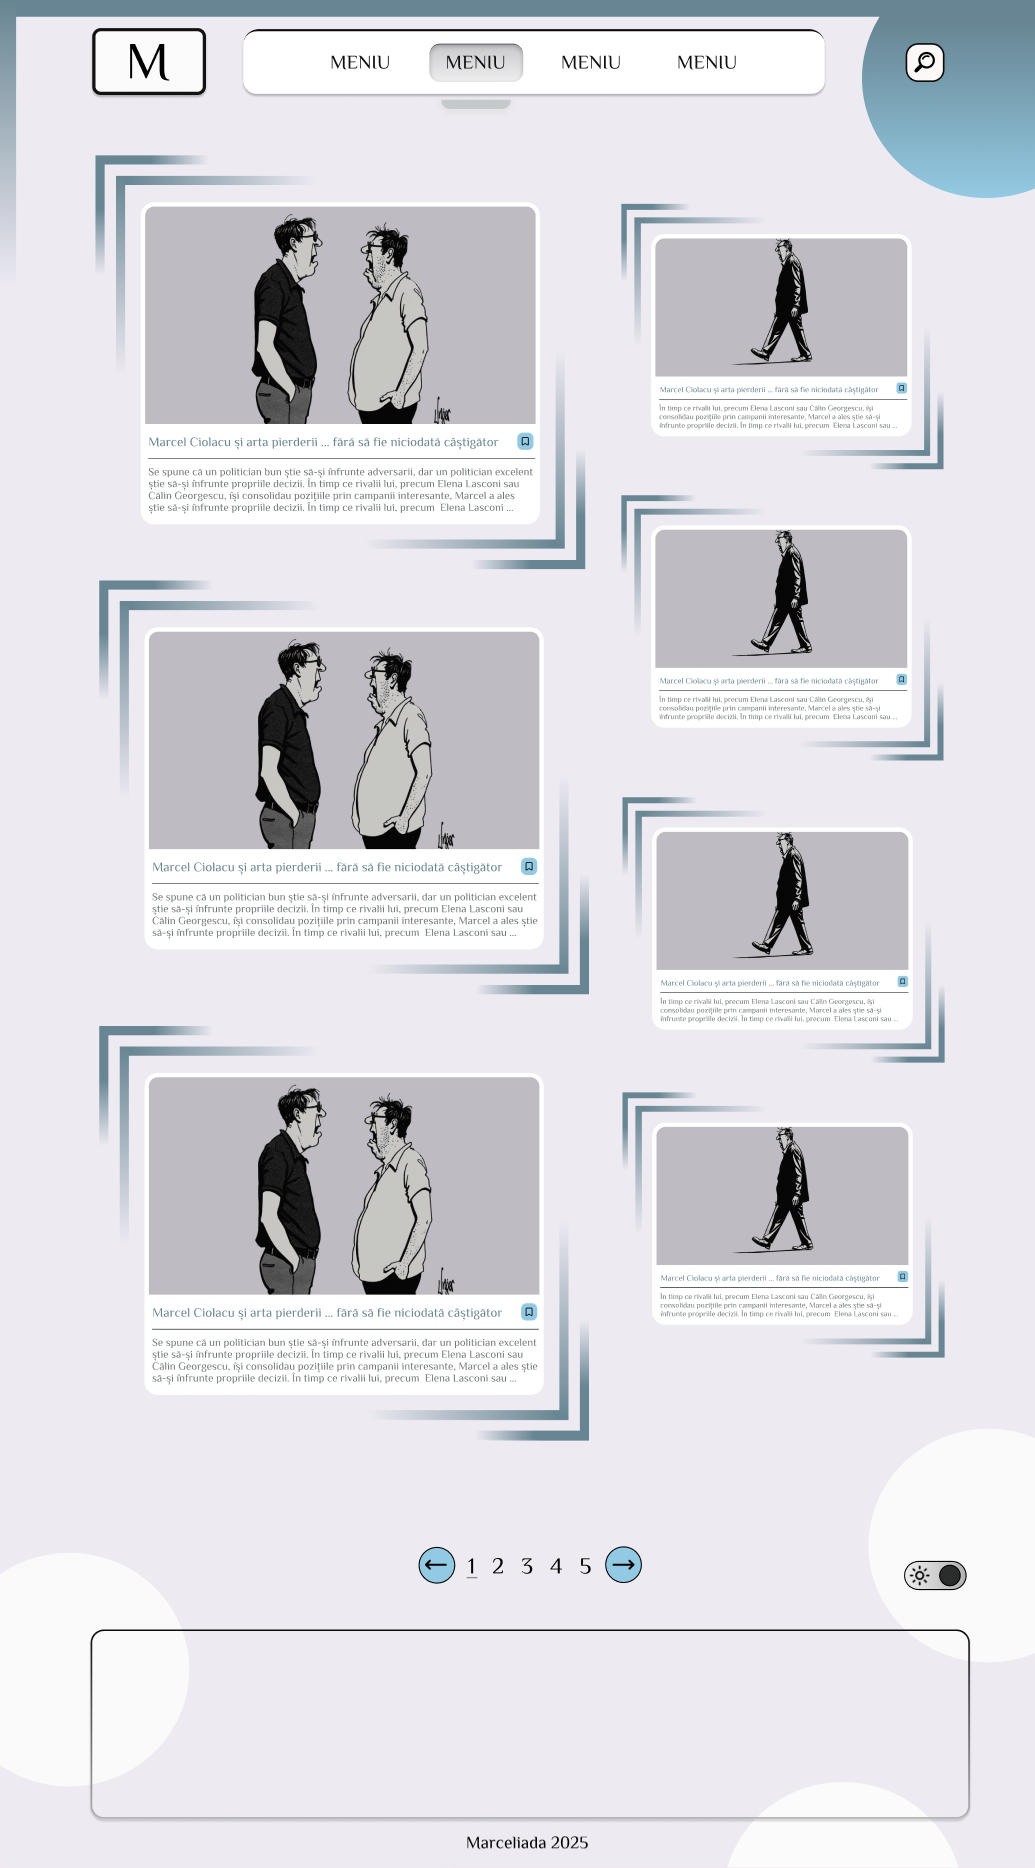 M
MENIU
MENIU
MENIU
MENIU
Marcel Ciolacu și arta pierderii ... fără să fie niciodată câștigător
Se spune că un politician bun știe să-și înfrunte adversarii, dar un politician excelent
știe să-și înfrunte propriile decizii. În timp ce rivalii lui, precum Elena Lasconi sau
Călin Georgescu, își consolidau pozițiile prin campanii interesante, Marcel a ales
știe să-și înfrunte propriile decizii. În timp ce rivalii lui, precum  Elena Lasconi ...
Marcel Ciolacu și arta pierderii ... fără să fie niciodată câștigător
Se spune că un politician bun știe să-și înfrunte adversarii, dar un politician excelent
știe să-și înfrunte propriile decizii. În timp ce rivalii lui, precum Elena Lasconi sau
Călin Georgescu, își consolidau pozițiile prin campanii interesante, Marcel a ales știe
să-și înfrunte propriile decizii. În timp ce rivalii lui, precum  Elena Lasconi sau ...
Marcel Ciolacu și arta pierderii ... fără să fie niciodată câștigător
Se spune că un politician bun știe să-și înfrunte adversarii, dar un politician excelent
știe să-și înfrunte propriile decizii. În timp ce rivalii lui, precum Elena Lasconi sau
Călin Georgescu, își consolidau pozițiile prin campanii interesante, Marcel a ales știe
să-și înfrunte propriile decizii. În timp ce rivalii lui, precum  Elena Lasconi sau ...
Marcel Ciolacu și arta pierderii ... fără să fie niciodată câștigător
În timp ce rivalii lui, precum Elena Lasconi sau Călin Georgescu, își
consolidau pozițiile prin campanii interesante, Marcel a ales știe să-și
înfrunte propriile decizii. În timp ce rivalii lui, precum  Elena Lasconi sau ...
Marcel Ciolacu și arta pierderii ... fără să fie niciodată câștigător
În timp ce rivalii lui, precum Elena Lasconi sau Călin Georgescu, își
consolidau pozițiile prin campanii interesante, Marcel a ales știe să-și
înfrunte propriile decizii. În timp ce rivalii lui, precum  Elena Lasconi sau ...
Marcel Ciolacu și arta pierderii ... fără să fie niciodată câștigător
În timp ce rivalii lui, precum Elena Lasconi sau Călin Georgescu, își
consolidau pozițiile prin campanii interesante, Marcel a ales știe să-și
înfrunte propriile decizii. În timp ce rivalii lui, precum  Elena Lasconi sau ...
Marcel Ciolacu și arta pierderii ... fără să fie niciodată câștigător
În timp ce rivalii lui, precum Elena Lasconi sau Călin Georgescu, își
consolidau pozițiile prin campanii interesante, Marcel a ales știe să-și
înfrunte propriile decizii. În timp ce rivalii lui, precum  Elena Lasconi sau ...
1 2 3 4 5
Marceliada 2025